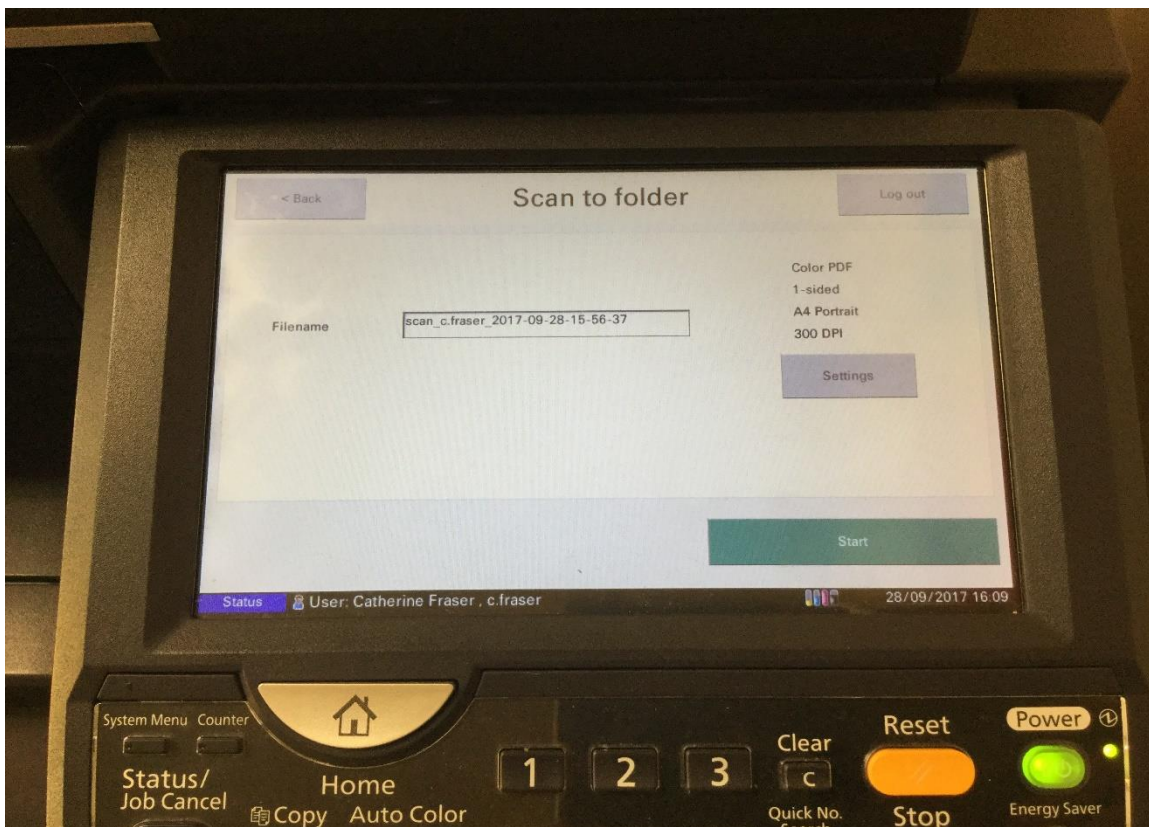 < Back
Scan to folder
Log out
Color PDF
1-sided
A4 Portrait
300 DPI
Filename
scan_c.fraser_2017-09-28-15-56-37
Settings
Start
Status
User: Catherine Fraser , c.fraser
28/09/2017 16:09
System Menu
Counter
Status/
Job Cancel
Home
Copy
Auto Color
1
2
3
Clear
C
Quick No.
Search
Reset
Stop
Power
Energy Saver